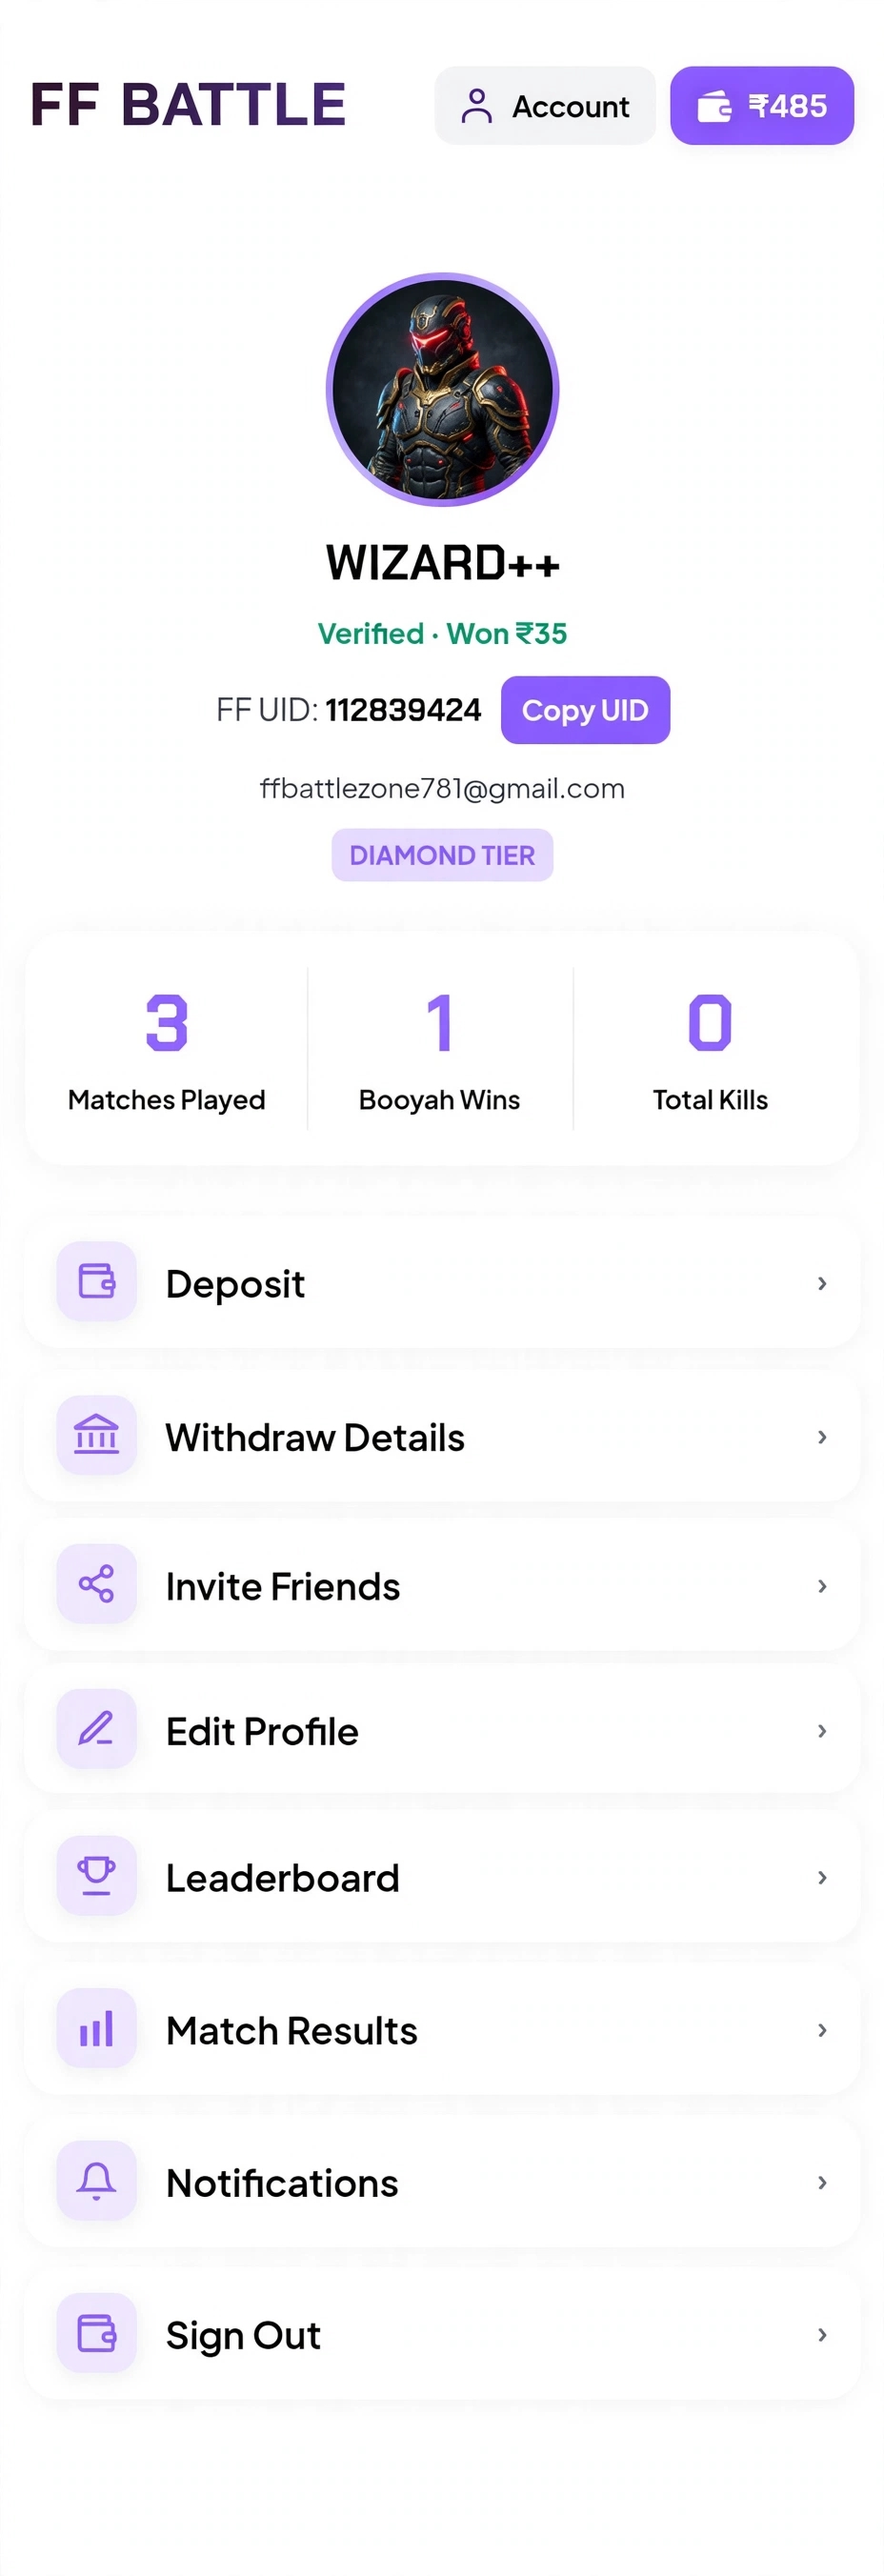 FF BATTLE
Account
₹485
WIZARD++
Verified · Won ₹35
FF UID: 112839424
Copy UID
ffbattlezone781@gmail.com
DIAMOND TIER
3
1
0
Matches Played
Booyah Wins
Total Kills
Deposit
Withdraw Details
Invite Friends
Edit Profile
Leaderboard
Match Results
Notifications
Sign Out